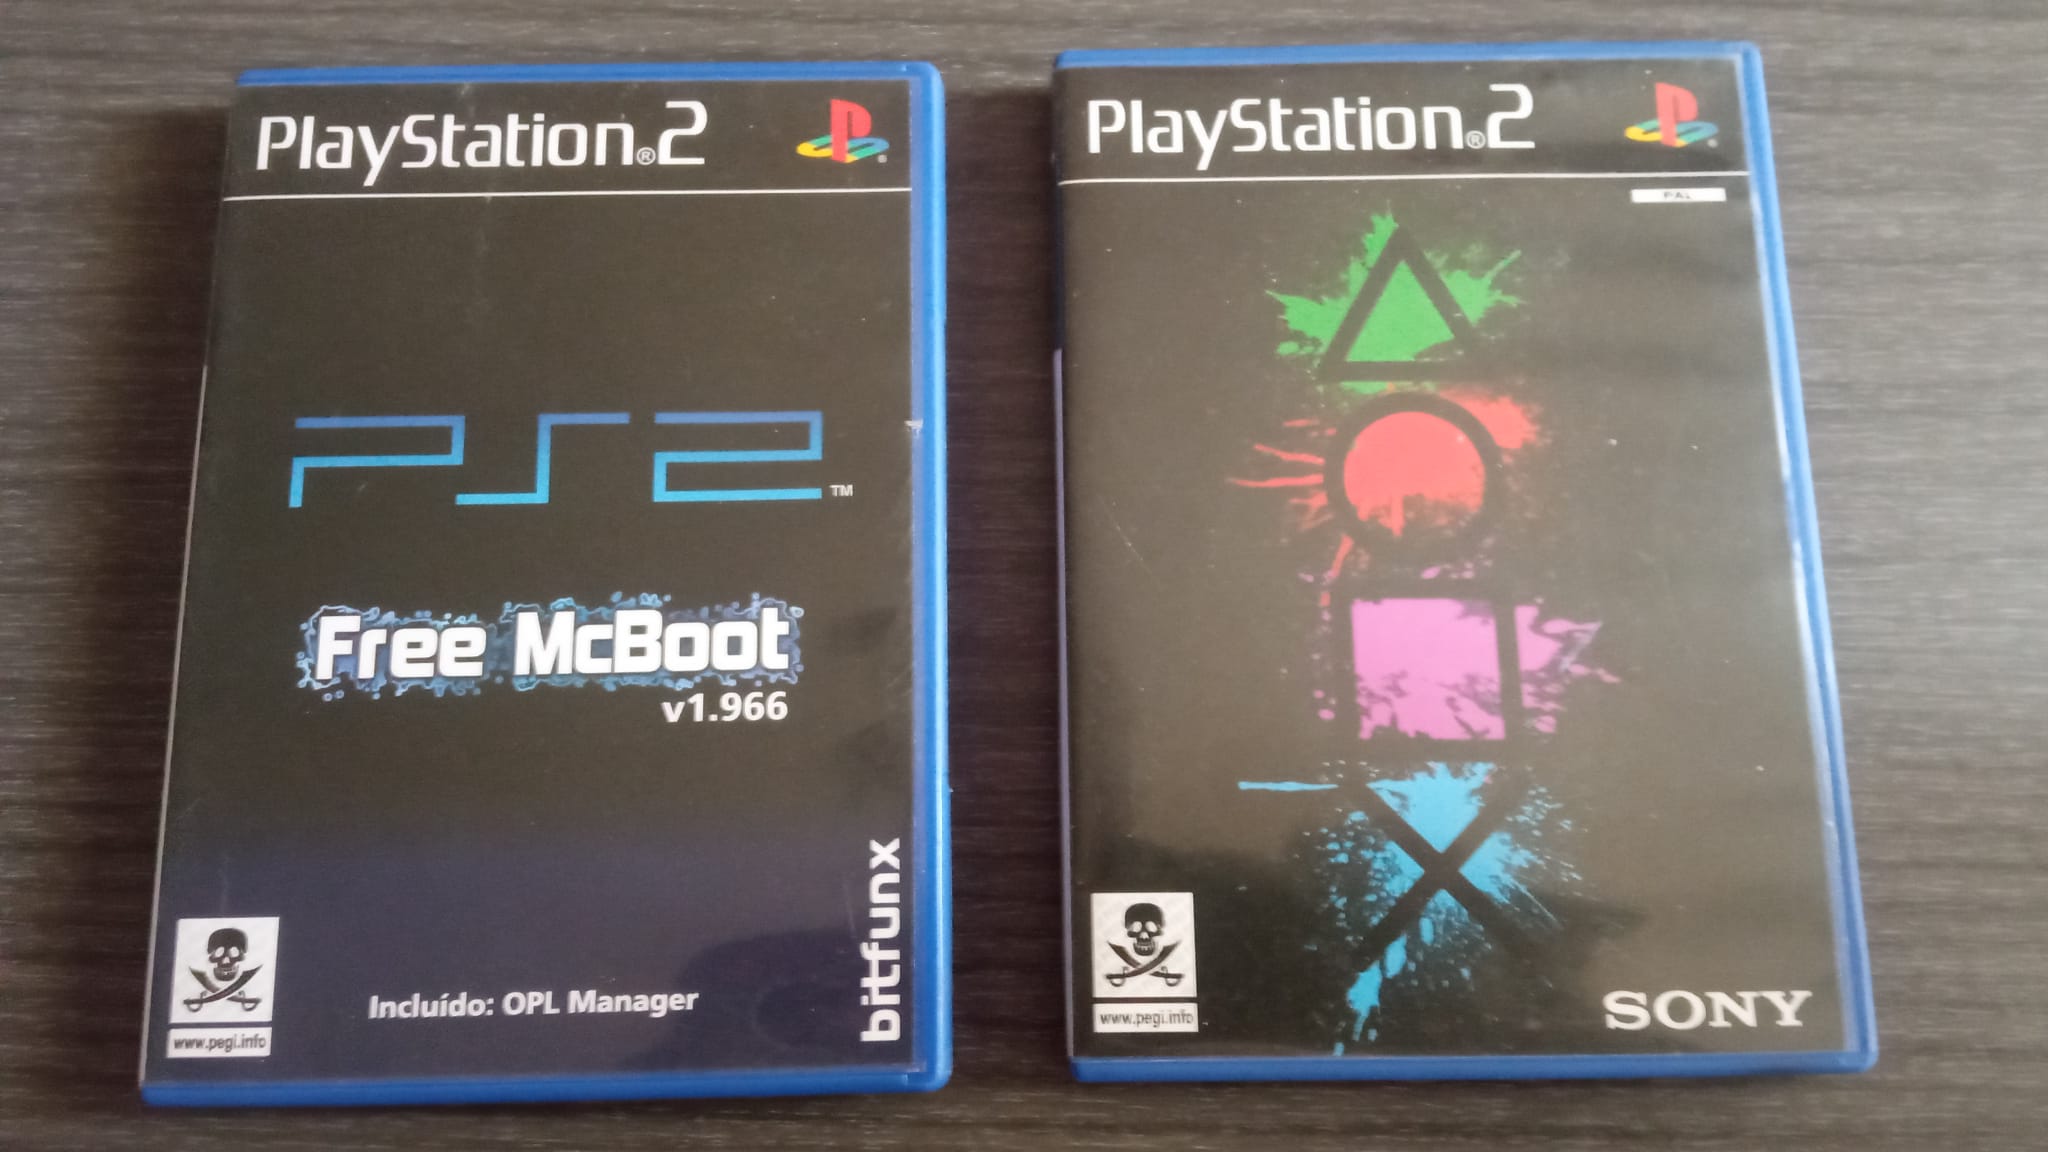 PlayStation®2
PS2™
Free McBoot
v1.966
bitfunx
Incluído: OPL Manager
www.pegi.info
PlayStation®2
PAL
SONY
www.pegi.info